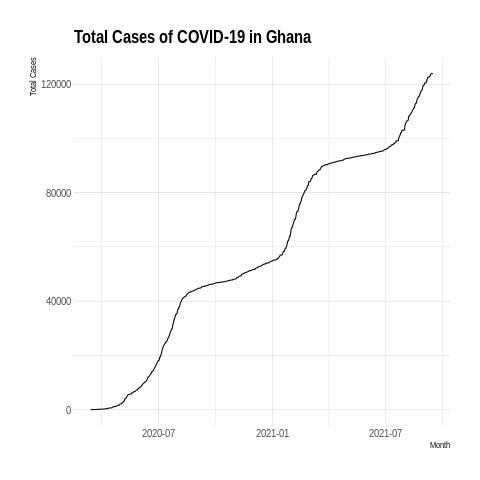 Total Cases of COVID-19 in Ghana
Total Cases
120000
80000
40000
0
2020-07
2021-01
2021-07
Month